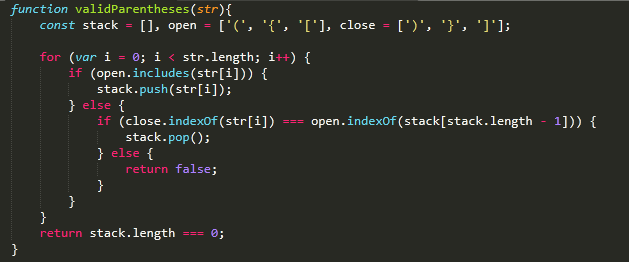 function validParentheses(str){
    const stack = [], open = ['(', '{', '['], close = [')', '}', ']'];

    for (var i = 0; i < str.length; i++) {
        if (open.includes(str[i])) {
            stack.push(str[i]);
        } else {
            if (close.indexOf(str[i]) === open.indexOf(stack[stack.length - 1])) {
                stack.pop();
            } else {
                return false;
            }
        }
    }
    return stack.length === 0;
}